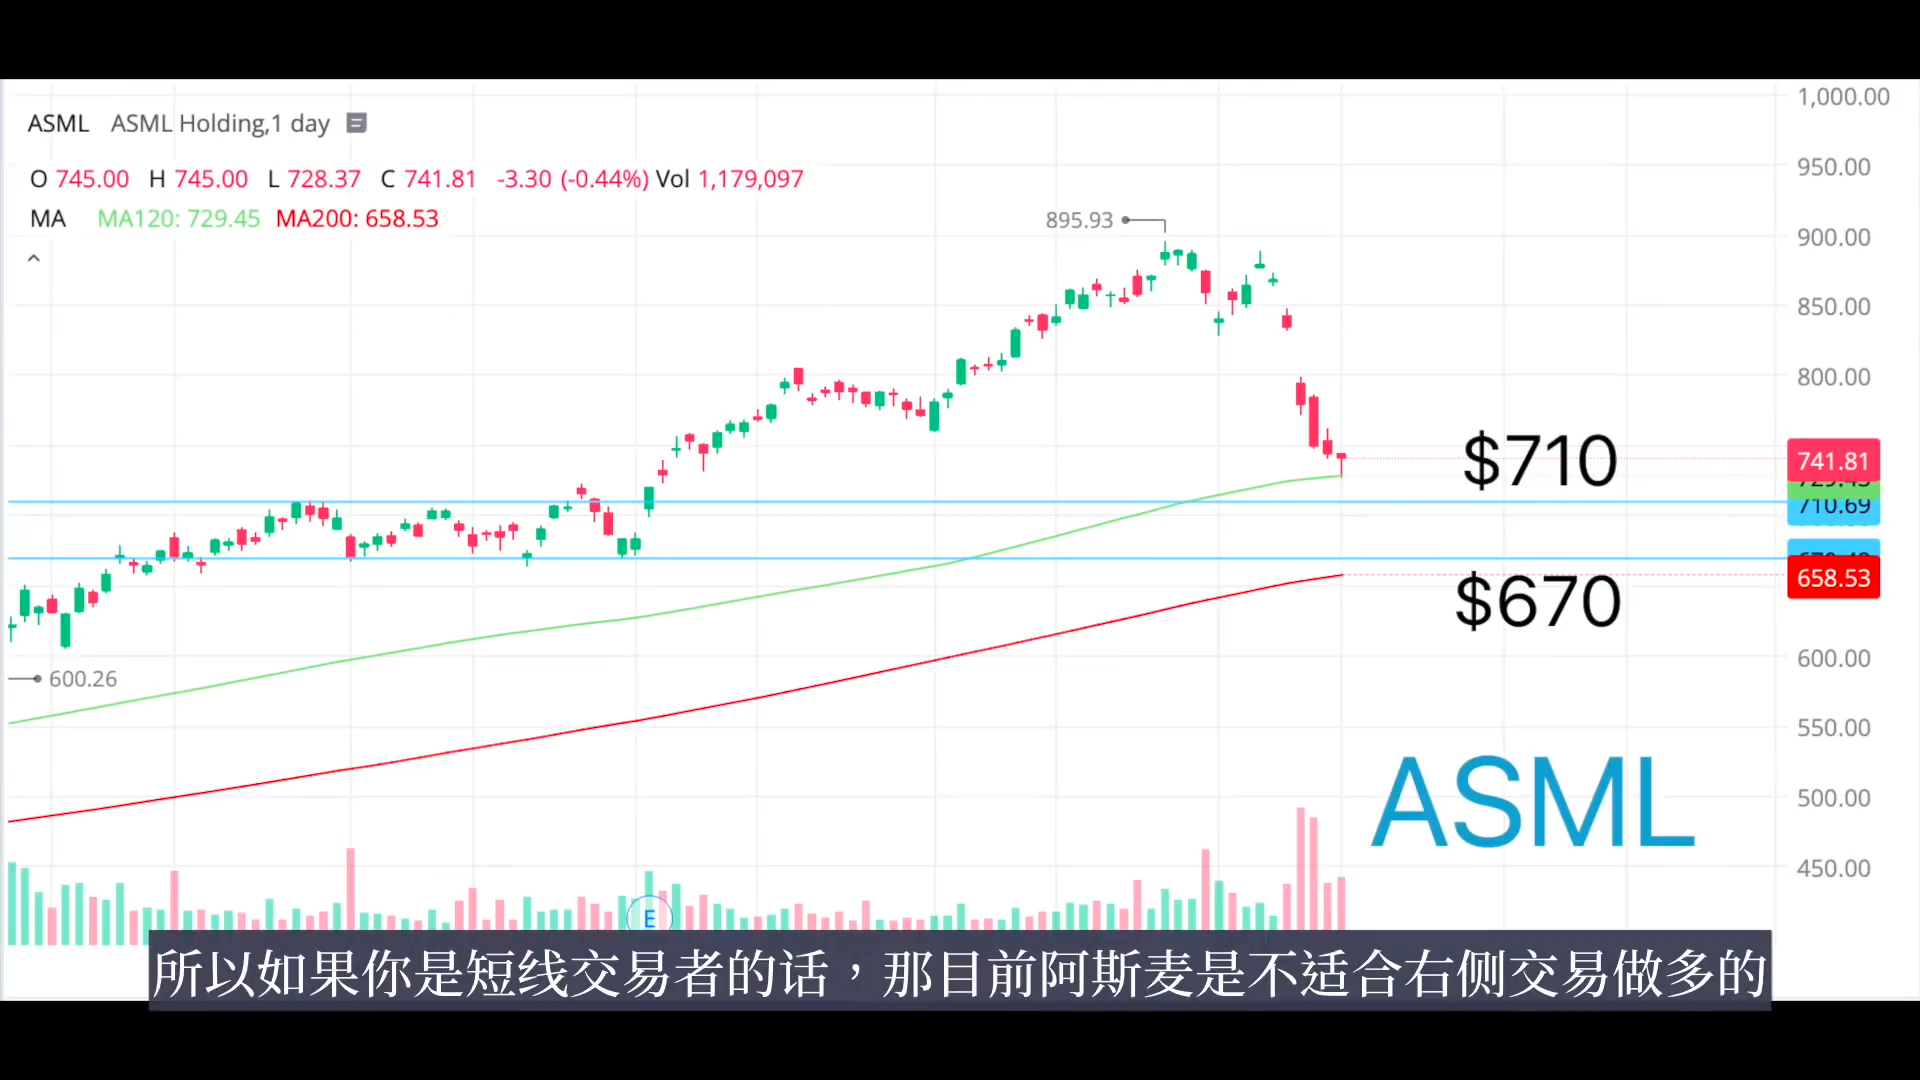 1,000.00
ASML ASML Holding,1 day
950.00
O 745.00 H 745.00 L 728.37 C 741.81 -3.30 (-0.44%) Vol 1,179,097
MA MA120: 729.45 MA200: 658.53
895.93
900.00
850.00
800.00
$710
741.81
729.45
710.69
658.53
$670
600.26
600.00
550.00
ASML
500.00
450.00
E
所以如果你是短线交易者的话，那目前阿斯麦是不适合右侧交易做多的